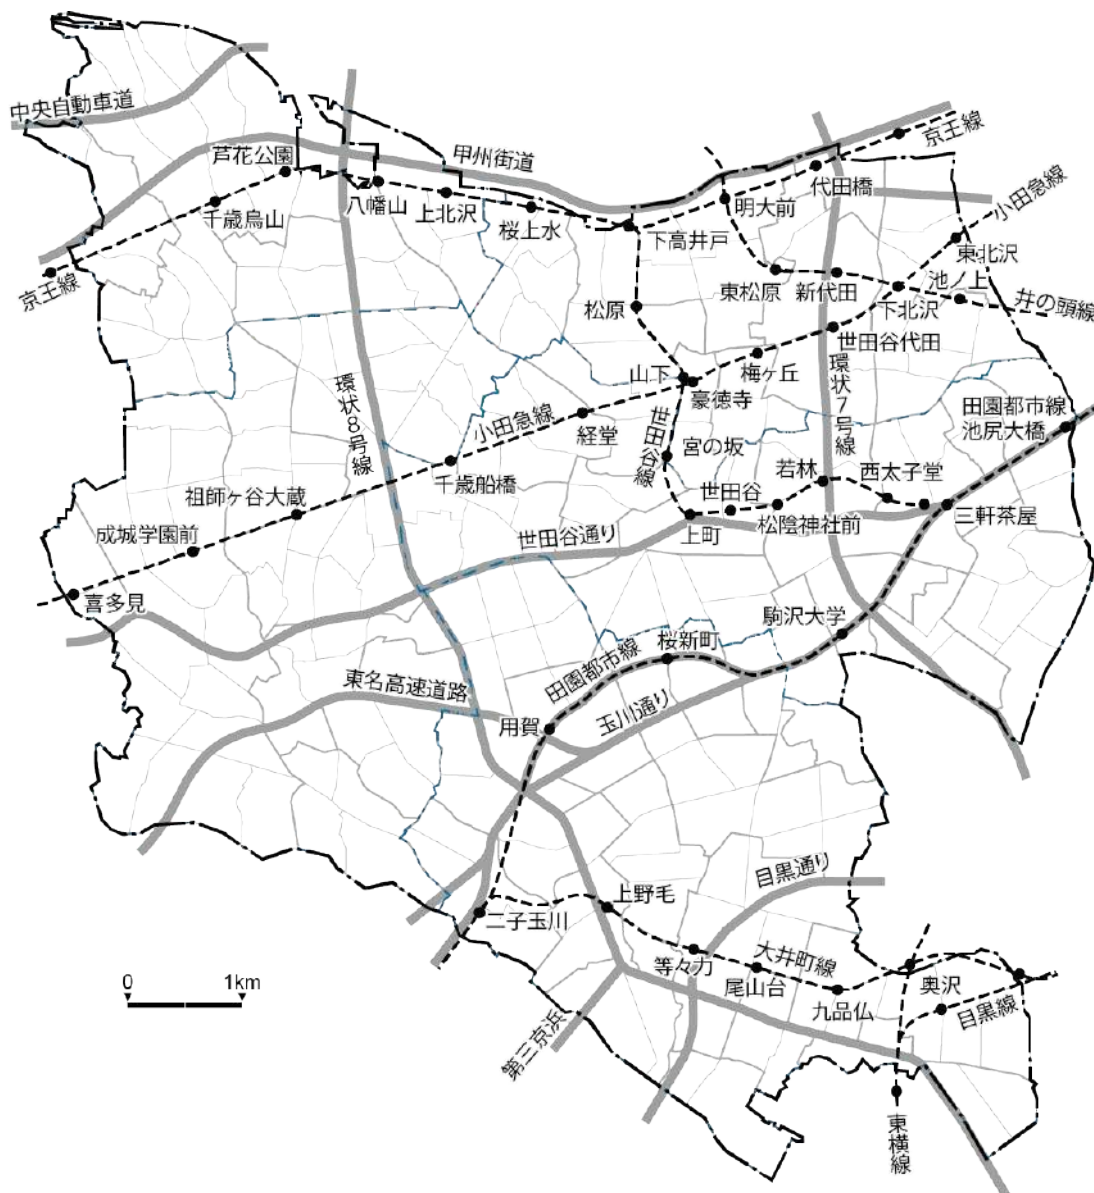 中央自動車道
芦花公園
甲州街道
京王線
代田橋
小田急線
千歳烏山
八幡山
上北沢
桜上水
下高井戸
明大前
東北沢
京王線
東松原
新代田
池ノ上
下北沢
井の頭線
松原
世田谷代田
梅ヶ丘
山下
豪徳寺
環状8号線
小田急線
経堂
世田谷線
宮の坂
環状7号線
田園都市線
池尻大橋
千歳船橋
若林
西太子堂
祖師ヶ谷大蔵
世田谷
松陰神社前
三軒茶屋
成城学園前
世田谷通り
上町
喜多見
駒沢大学
桜新町
田園都市線
東名高速道路
玉川通り
用賀
目黒通り
上野毛
二子玉川
大井町線
等々力
尾山台
九品仏
奥沢
目黒線
0 1km
第三京浜
東横線